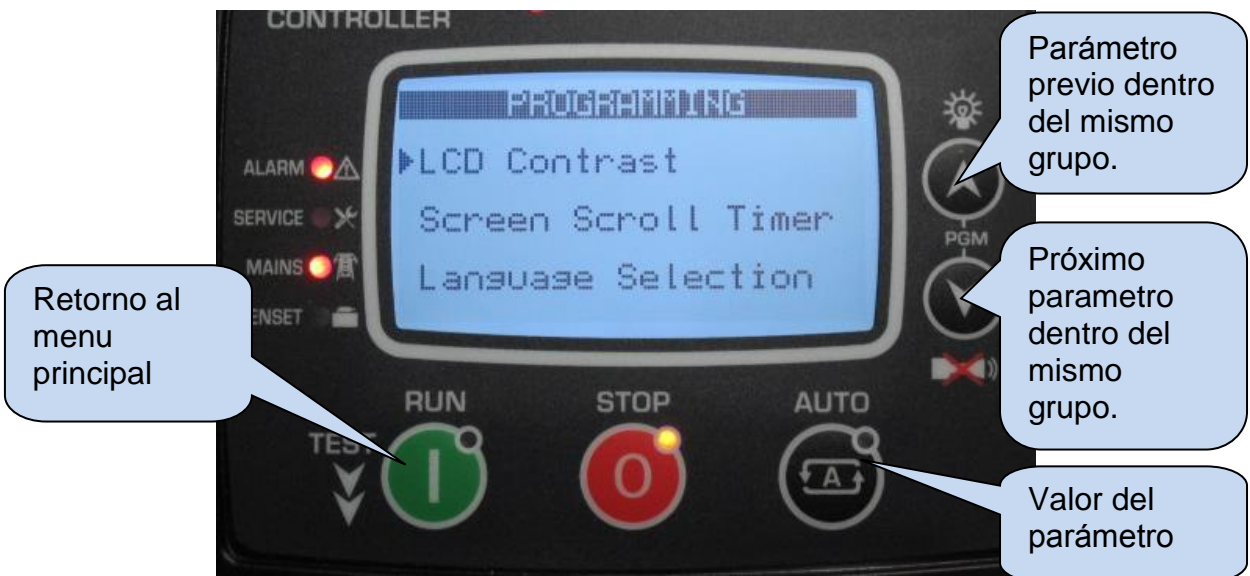 CONTROLLER
Parámetro
previo dentro
del mismo
grupo.
PROGRAMMING
ALARM
LCD Contrast
SERVICE
Screen Scroll Timer
PGM
MAINS
Language Selection
Próximo
parametro
dentro del
mismo
grupo.
Retorno al
menu
principal
ENSET
RUN
STOP
AUTO
TEST
I
O
A
Valor del
parámetro